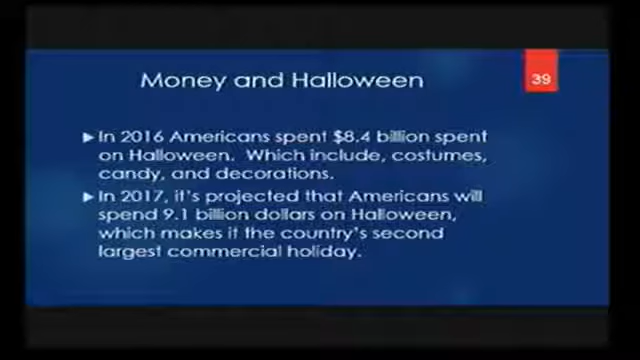 Money and Halloween
39
▶In 2016 Americans spent $8.4 billion spent
on Halloween.  Which include, costumes,
candy, and decorations.
▶In 2017, it's projected that Americans will
spend 9.1 billion dollars on Halloween,
which makes it the country's second
largest commercial holiday.